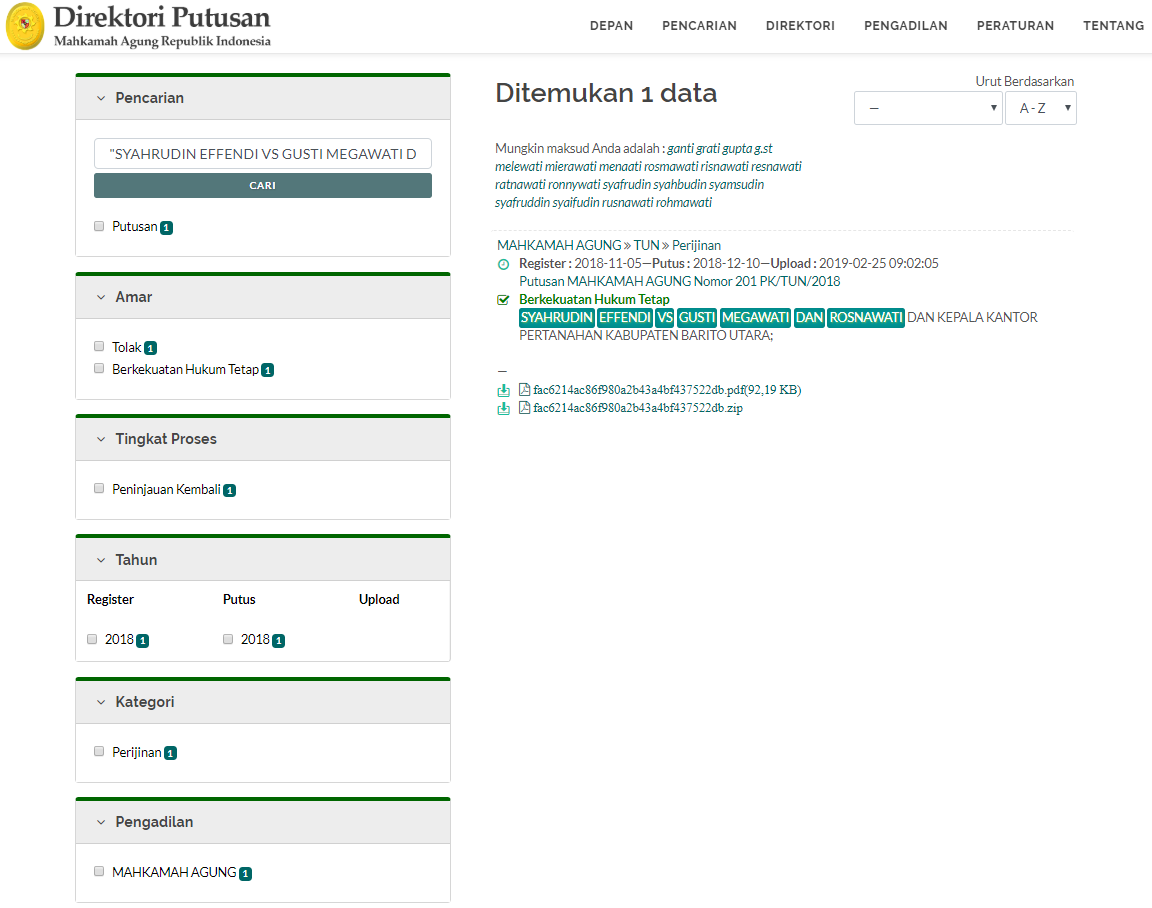 Direktori Putusan
Mahkamah Agung Republik Indonesia
DEPAN PENCARIAN DIREKTORI PENGADILAN PERATURAN TENTANG
Pencarian
"SYAHRUDIN EFFENDI VS GUSTI MEGAWATI D
CARI
Putusan 1
Amar
Tolak 1
Berkekuatan Hukum Tetap 1
Tingkat Proses
Peninjauan Kembali 1
Tahun
Register Putus Upload
2018 1 2018 1
Kategori
Perijinan 1
Pengadilan
MAHKAMAH AGUNG 1
Ditemukan 1 data
Urut Berdasarkan
— A - Z
Mungkin maksud Anda adalah : ganti grati gupta g.st
melewati mierawati menaati rosmawati risnawati resnawati
ratnawati ronnywati syafrudin syahbudin syamsudin
syafruddin syaifudin rusnawati rohmawati
MAHKAMAH AGUNG » TUN » Perijinan
Register : 2018-11-05—Putus : 2018-12-10—Upload : 2019-02-25 09:02:05
Putusan MAHKAMAH AGUNG Nomor 201 PK/TUN/2018
Berkekuatan Hukum Tetap
SYAHRUDIN EFFENDI VS GUSTI MEGAWATI DAN ROSNAWATI DAN KEPALA KANTOR
PERTANAHAN KABUPATEN BARITO UTARA;
—
fac6214ac86f980a2b43a4bf437522db.pdf(92,19 KB)
fac6214ac86f980a2b43a4bf437522db.zip